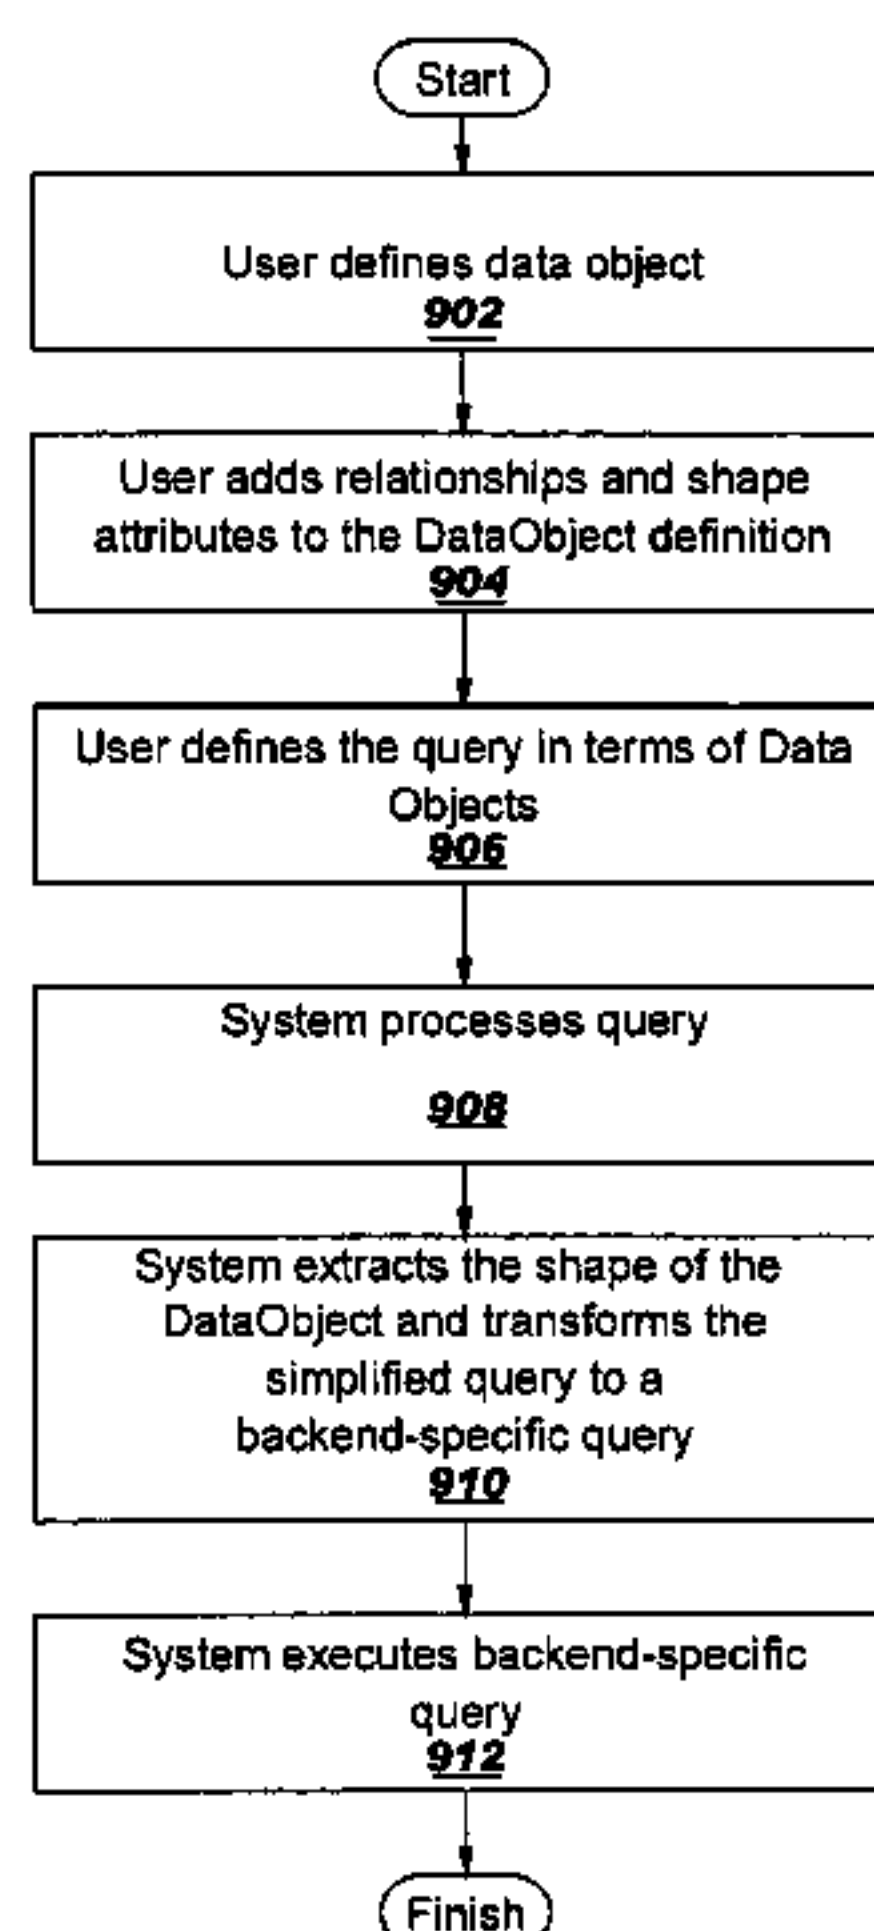 Start
User defines data object
902
User adds relationships and shape
attributes to the DataObject definition
904
User defines the query in terms of Data
Objects
906
System processes query
908
System extracts the shape of the
DataObject and transforms the
simplified query to a
backend-specific query
910
System executes backend-specific
query
912
Finish